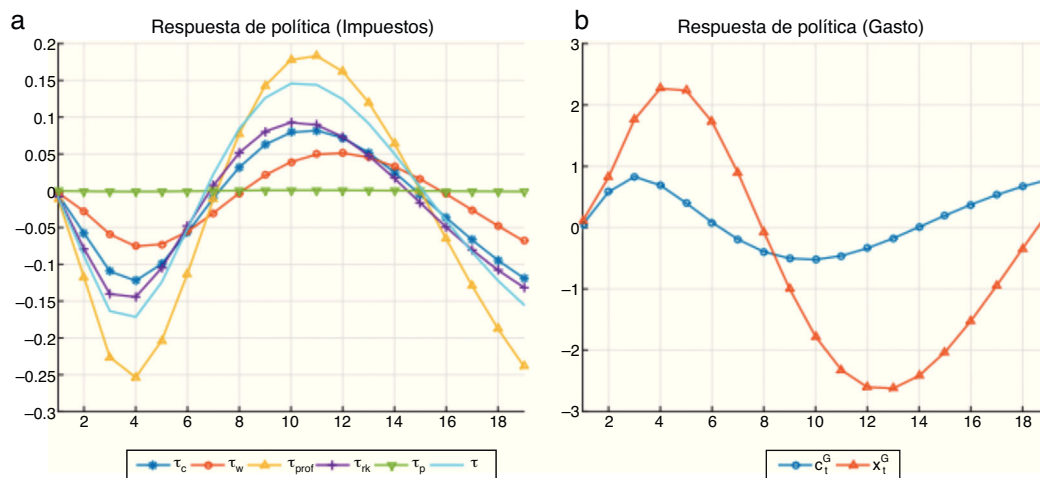 a
Respuesta de política (Impuestos)
0.2
0.15
0.1
0.05
0
–0.05
–0.1
–0.15
–0.2
–0.25
–0.3
2 4 6 8 10 12 14 16 18
τc τw τprof τrk τp τ
b
Respuesta de política (Gasto)
3
2
1
0
–1
–2
–3
2 4 6 8 10 12 14 16 18
c_t^G x_t^G